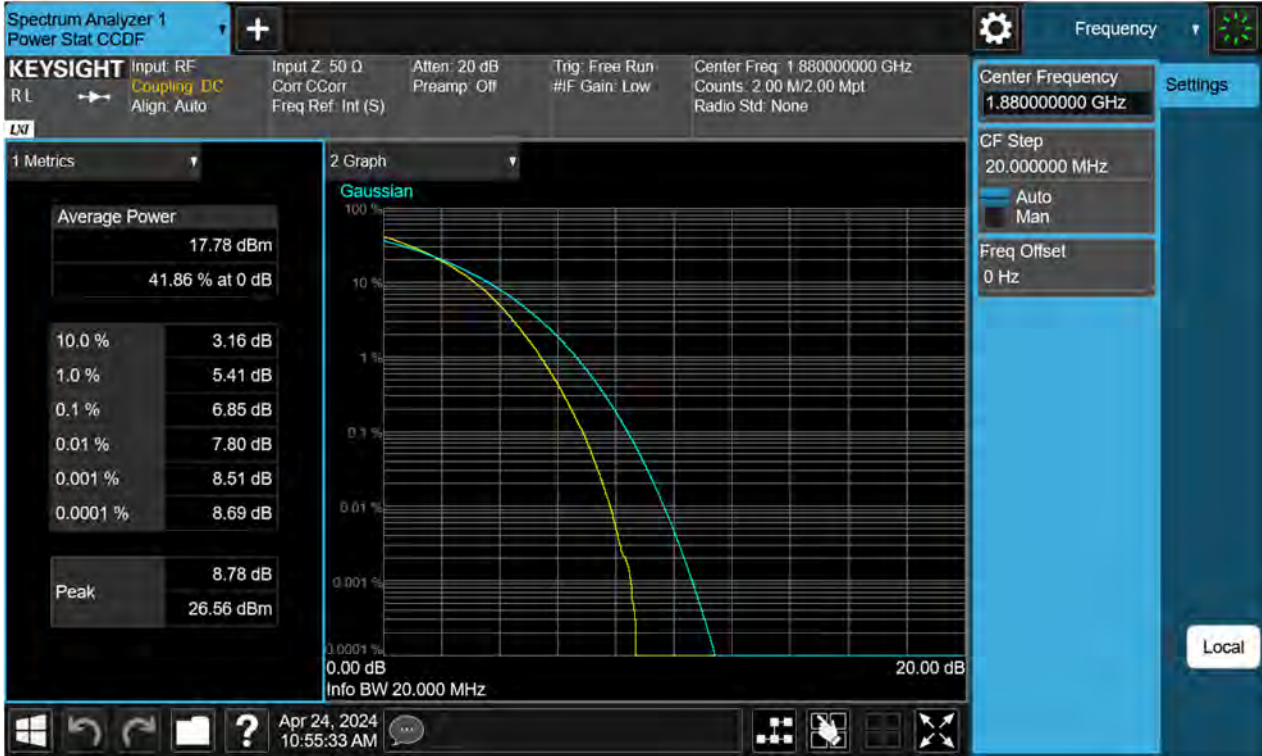 Spectrum Analyzer 1
Power Stat CCDF
+
Frequency
KEYSIGHT
Input: RF
Coupling: DC
Align: Auto
Input Z: 50 Ω
Corr CCorr
Freq Ref: Int (S)
Atten: 20 dB
Preamp: Off
Trig: Free Run
#IF Gain: Low
Center Freq: 1.880000000 GHz
Counts: 2.00 M/2.00 Mpt
Radio Std: None
R L
LXI
Center Frequency
1.880000000 GHz
Settings
CF Step
20.000000 MHz
Auto
Man
Freq Offset
0 Hz
1 Metrics
Average Power
17.78 dBm
41.86 % at 0 dB
10.0 % 3.16 dB
1.0 % 5.41 dB
0.1 % 6.85 dB
0.01 % 7.80 dB
0.001 % 8.51 dB
0.0001 % 8.69 dB
Peak
8.78 dB
26.56 dBm
2 Graph
Gaussian
100 %
10 %
1 %
0.1 %
0.01 %
0.001 %
0.0001 %
0.00 dB 20.00 dB
Info BW 20.000 MHz
Local
?
Apr 24, 2024
10:55:33 AM